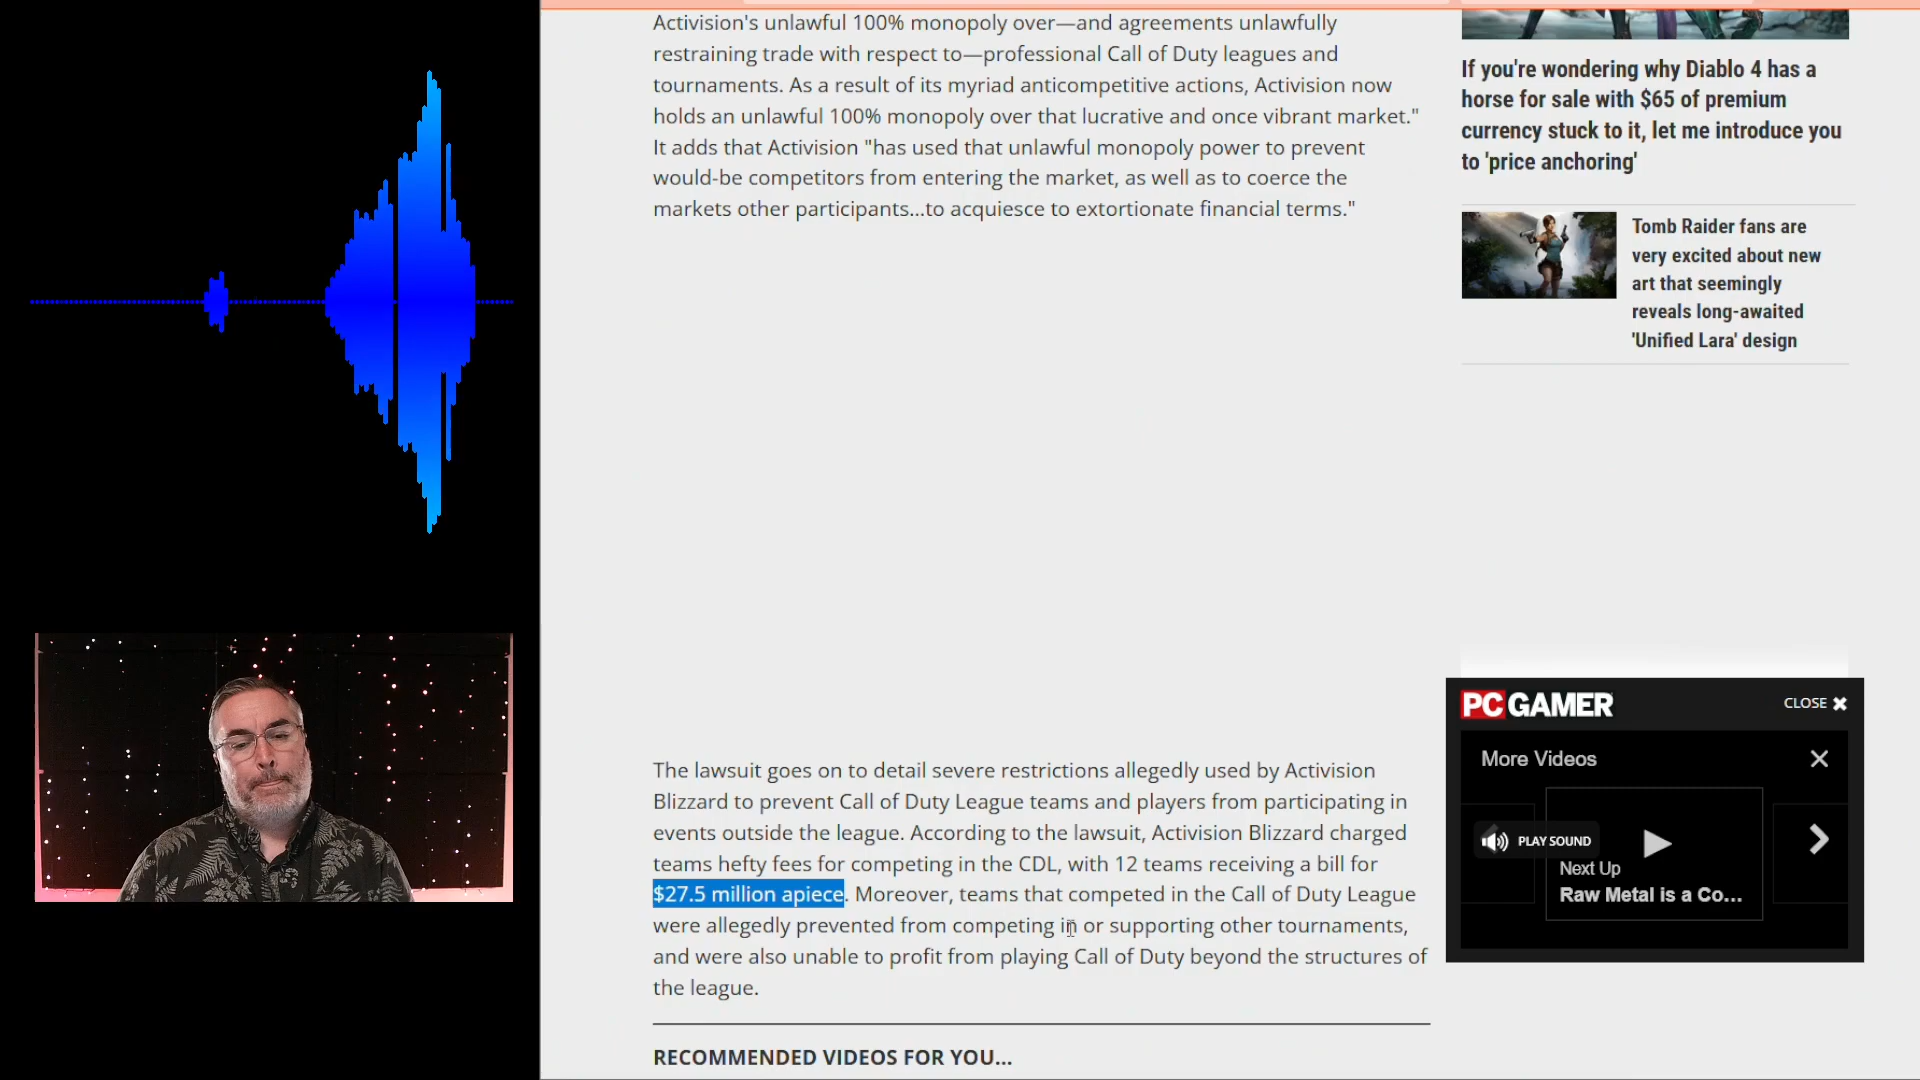 Activision's unlawful 100% monopoly over—and agreements unlawfully
restraining trade with respect to—professional Call of Duty leagues and
tournaments. As a result of its myriad anticompetitive actions, Activision now
holds an unlawful 100% monopoly over that lucrative and once vibrant market."
It adds that Activision "has used that unlawful monopoly power to prevent
would-be competitors from entering the market, as well as to coerce the
markets other participants...to acquiesce to extortionate financial terms."
The lawsuit goes on to detail severe restrictions allegedly used by Activision
Blizzard to prevent Call of Duty League teams and players from participating in
events outside the league. According to the lawsuit, Activision Blizzard charged
teams hefty fees for competing in the CDL, with 12 teams receiving a bill for
$27.5 million apiece. Moreover, teams that competed in the Call of Duty League
were allegedly prevented from competing in or supporting other tournaments,
and were also unable to profit from playing Call of Duty beyond the structures of
the league.
RECOMMENDED VIDEOS FOR YOU...
If you're wondering why Diablo 4 has a
horse for sale with $65 of premium
currency stuck to it, let me introduce you
to 'price anchoring'
Tomb Raider fans are
very excited about new
art that seemingly
reveals long-awaited
'Unified Lara' design
PC GAMER
CLOSE
More Videos
PLAY SOUND
Next Up
Raw Metal is a Co...